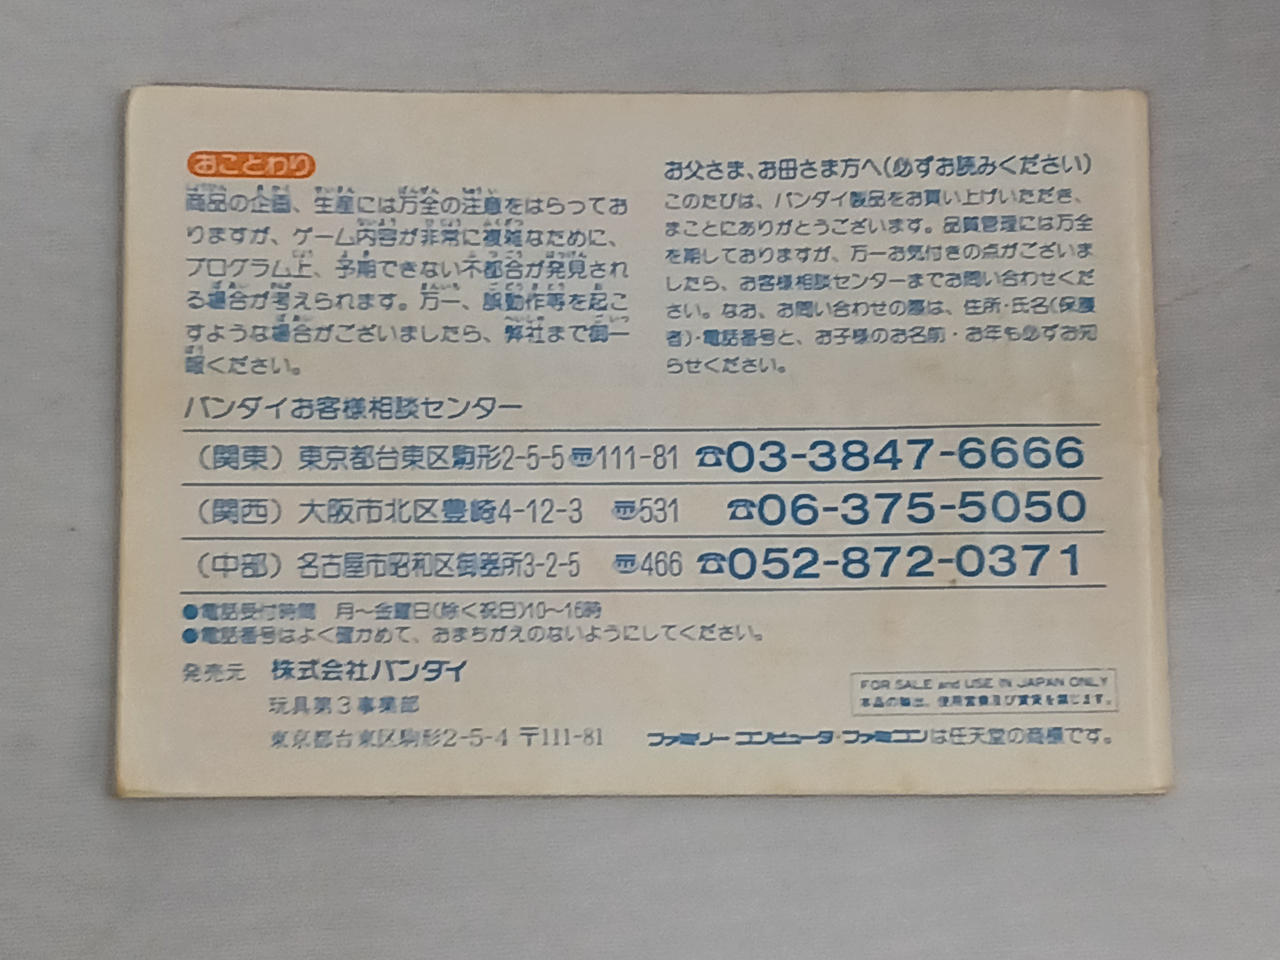 おことわり
商品の企画、生産には万全の注意をはらってお
りますが、ゲーム内容が非常に複雑なために、
プログラム上、予期できない不都合が発見され
る場合が考えられます。万一、誤動作等を起こ
すような場合がございましたら、弊社まで御一
報ください。
お父さま、お母さま方へ(必ずお読みください)
このたびは、バンダイ製品をお買い上げいただき、
まことにありがとうございます。品質管理には万全
を期しておりますが、万一お気付きの点がございま
したら、お客様相談センターまでお問い合わせくだ
さい。なお、お問い合わせの際は、住所・氏名(保護
者)・電話番号と、お子様のお名前・お年も必ずお知
らせください。
バンダイお客様相談センター
(関東) 東京都台東区駒形2-5-5〒111-81 ☎03-3847-6666
(関西) 大阪市北区豊崎4-12-3 〒531 ☎06-375-5050
(中部) 名古屋市昭和区御器所3-2-5 〒466 ☎052-872-0371
●電話受付時間 月〜金曜日(除く祝日)10〜16時
●電話番号はよく確かめて、おまちがえのないようにしてください。
発売元 株式会社バンダイ
玩具第3事業部
東京都台東区駒形2-5-4 〒111-81
FOR SALE and USE IN JAPAN ONLY
本品の輸出、使用営業及び賃貸を禁じます。
ファミリーコンピュータ・ファミコンは任天堂の商標です。